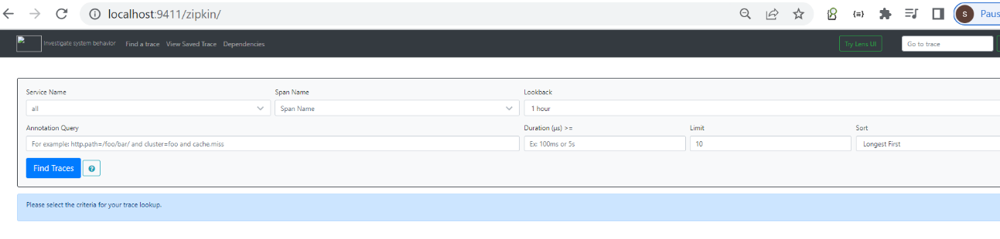 localhost:9411/zipkin/
S Paus
Investigate system behavior Find a trace View Saved Trace Dependencies Try Lens UI Go to trace
Service Name Span Name Lookback
all Span Name 1 hour
Annotation Query Duration (μs) >= Limit Sort
For example: http.path=/foo/bar/ and cluster=foo and cache.miss Ex: 100ms or 5s 10 Longest First
Find Traces ?
Please select the criteria for your trace lookup.